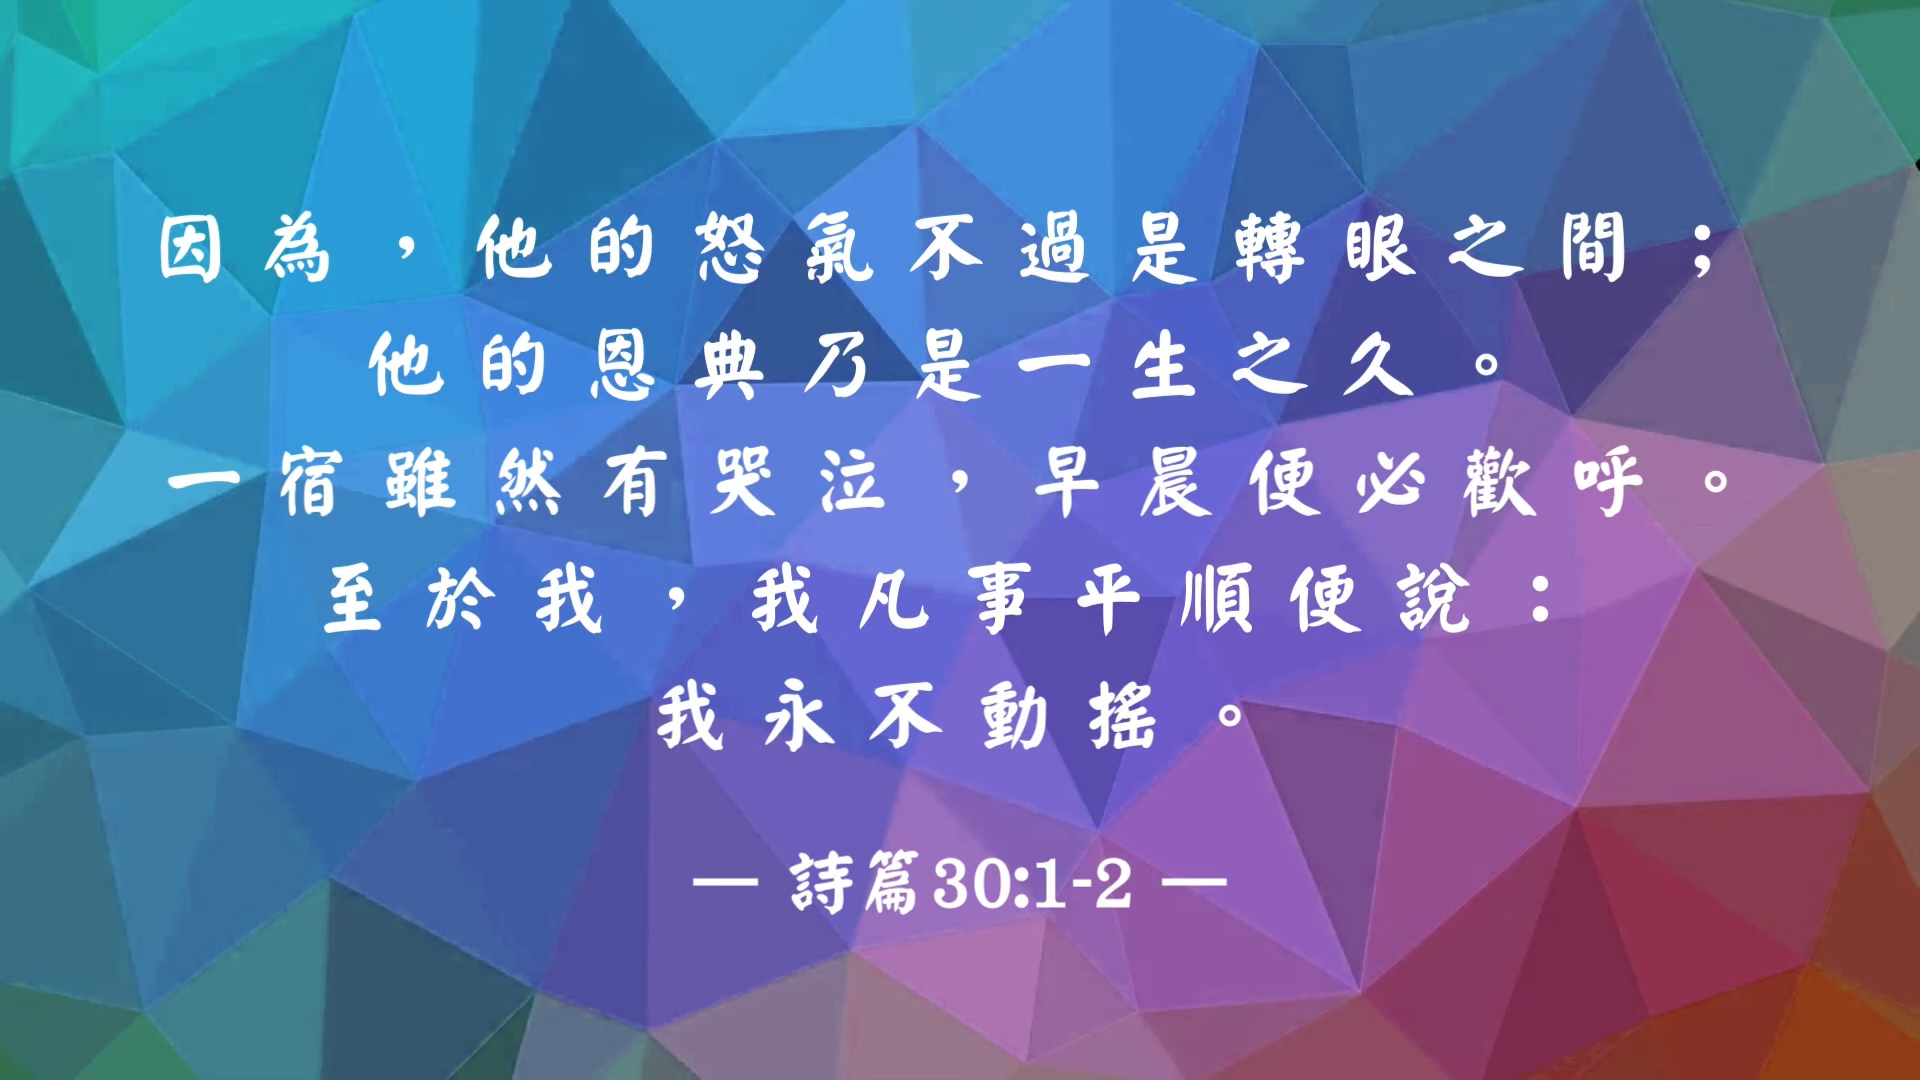 因為，他的怒氣不過是轉眼之間；
他的恩典乃是一生之久。
一宿雖然有哭泣，早晨便必歡呼。
至於我，我凡事平順便說：
我永不動搖。
— 詩篇30:1-2 —